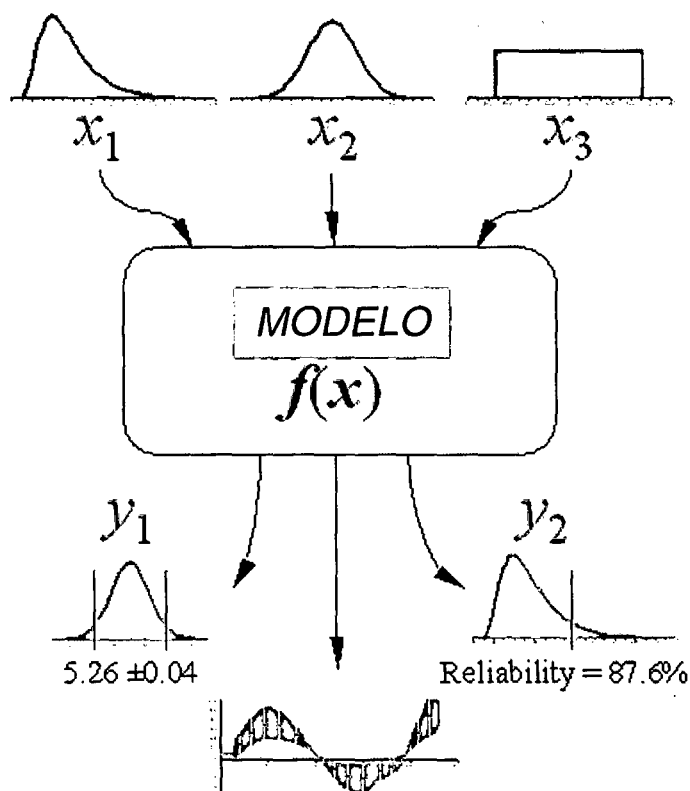 x1 x2 x3
MODELO
f(x)
y1 y2
5.26 ±0.04 Reliability = 87.6%